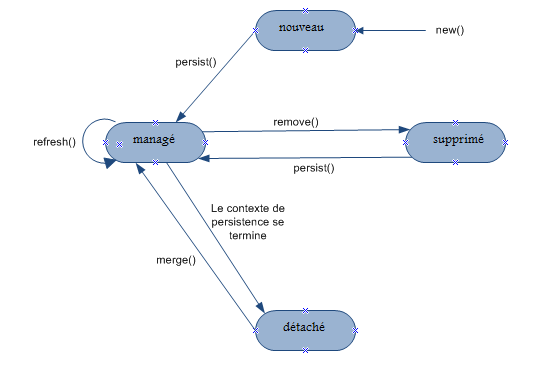 nouveau
new()
persist()
managé
remove()
supprimé
refresh()
persist()
Le contexte de
persistence se
termine
merge()
détaché